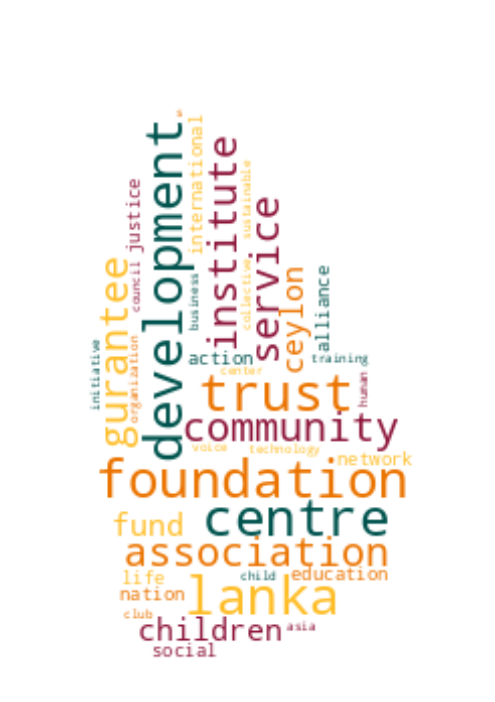 development
international
institute
sustainable
justice
council
service
gurantee
business
collective
ceylon
alliance
initiative
organization
action
training
center
trust
human
community
voice
technology
network
foundation
centre
fund
association
life
child
education
nation
lanka
club
children
asia
social